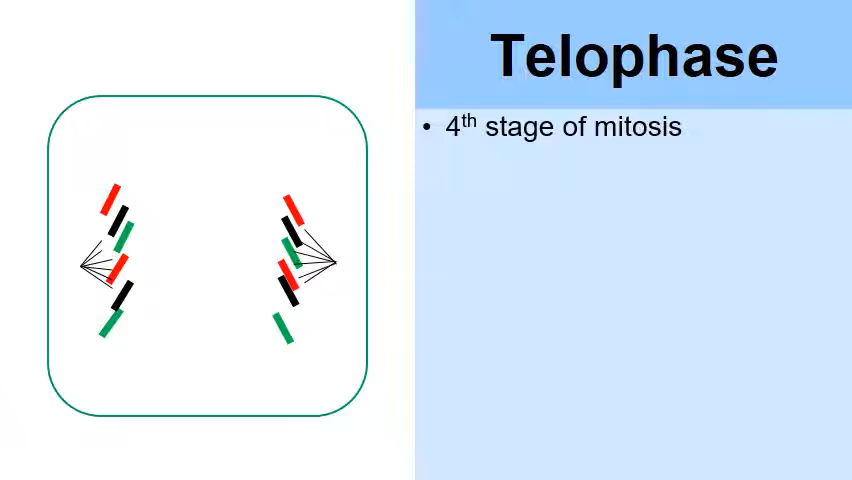 Telophase
• 4th stage of mitosis